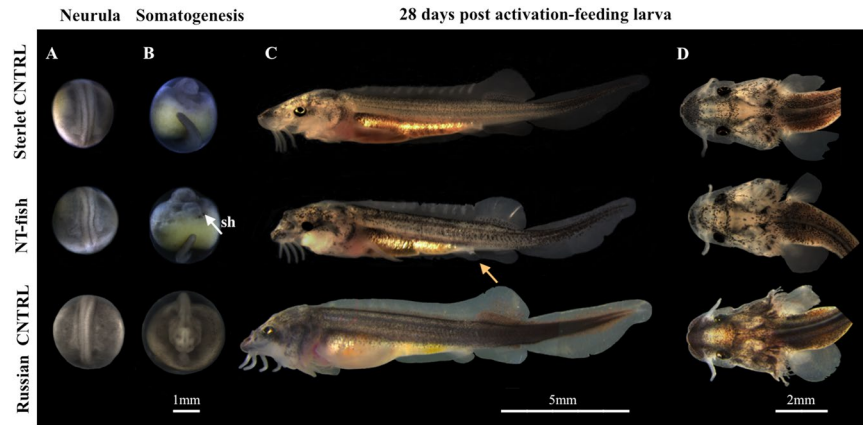 Neurula Somatogenesis 28 days post activation-feeding larva
A B C D
Sterlet CNTRL
NT-fish
sh
Russian CNTRL
1mm 5mm 2mm